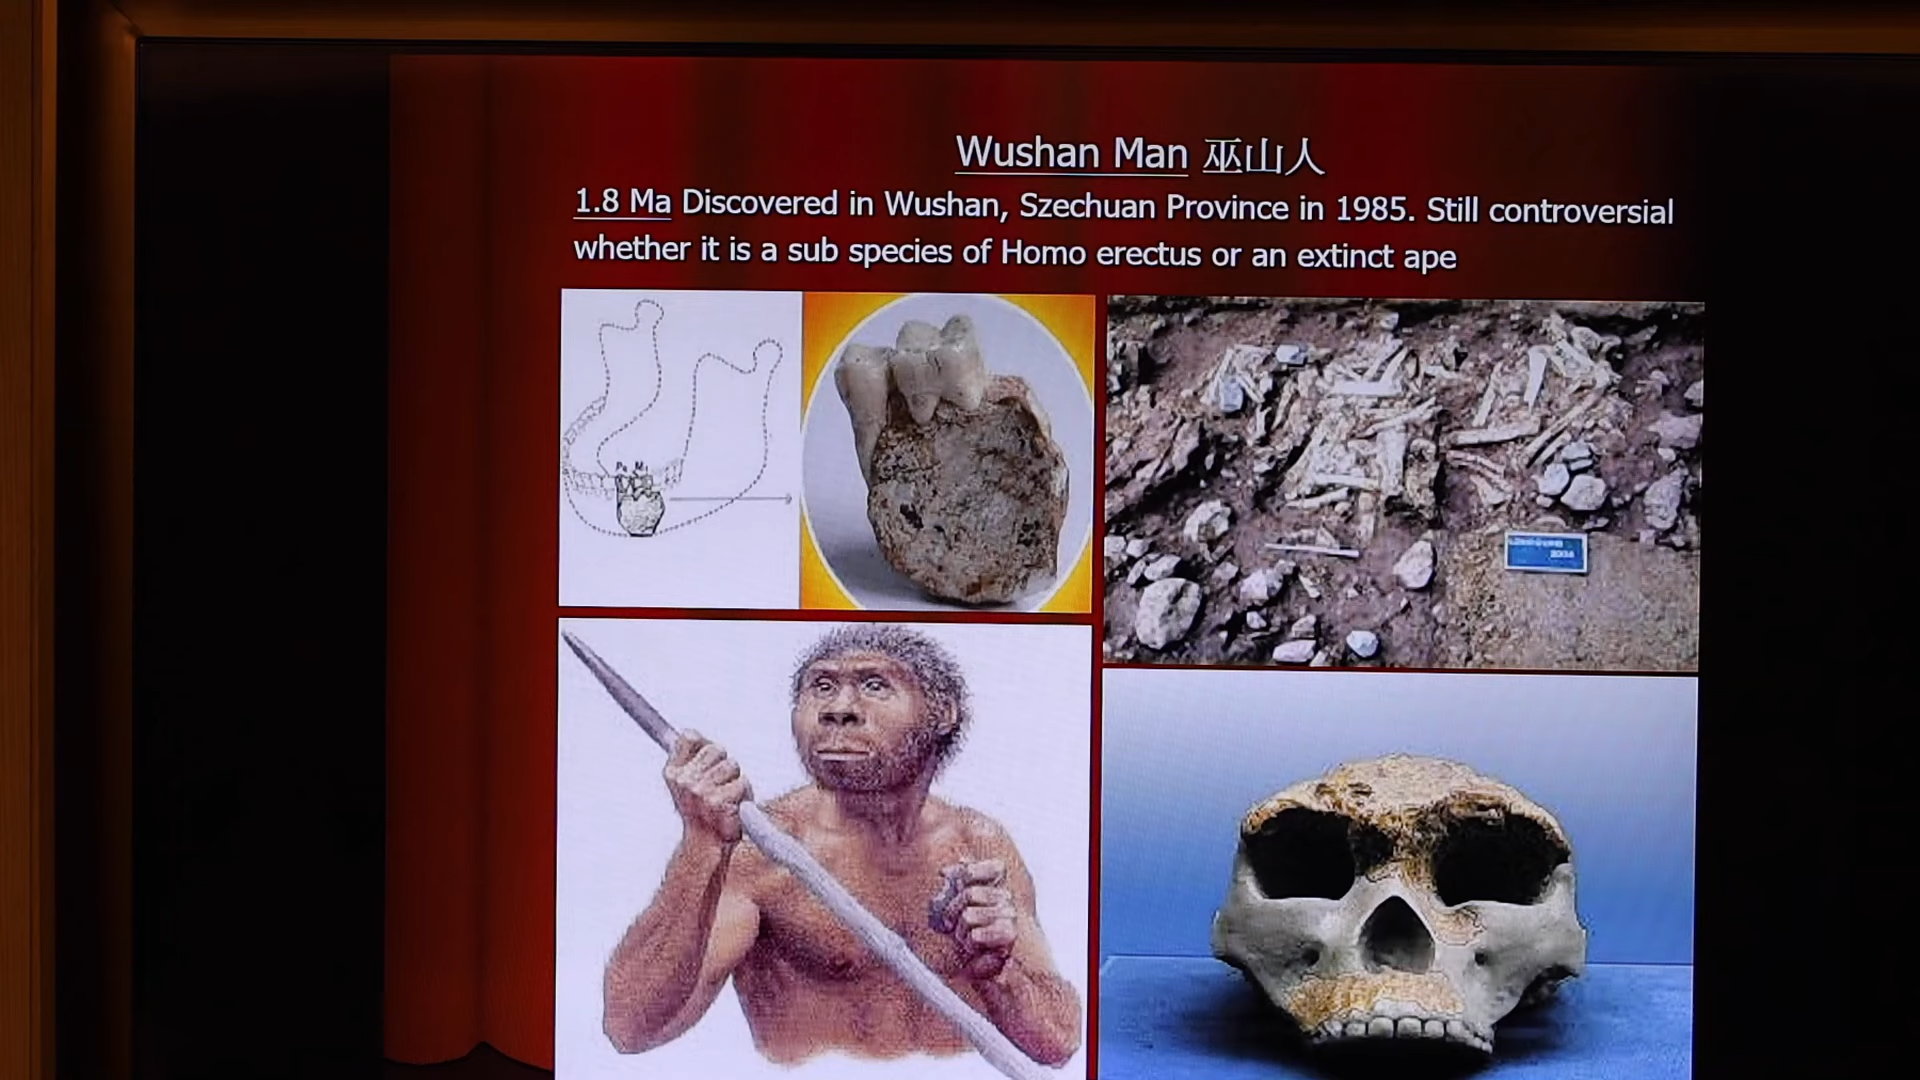 Wushan Man 巫山人
1.8 Ma Discovered in Wushan, Szechuan Province in 1985. Still controversial
whether it is a sub species of Homo erectus or an extinct ape